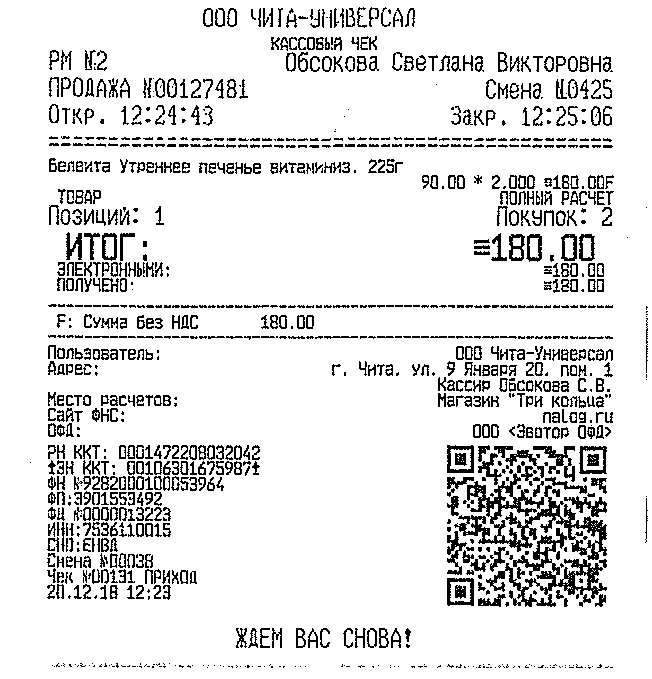 ООО ЧИТА-УНИВЕРСАЛ
КАССОВЫЙ ЧЕК
РМ №2 Обсокова Светлана Викторовна
ПРОДАЖА №00127481 Смена №0425
Откр. 12:24:43 Закр. 12:25:06
Белвита Утреннее печенье витаминиз. 225г
90.00 * 2.000 =180.00F
ТОВАР ПОЛНЫЙ РАСЧЕТ
Позиций: 1 Покупок: 2
ИТОГ: ≡180.00
ЭЛЕКТРОННЫМИ: ≡180.00
ПОЛУЧЕНО: ≡180.00
F: Сумма без НДС 180.00
Пользователь: ООО Чита-Универсал
Адрес: г. Чита, ул. 9 Января 20, пом. 1
Кассир Обсокова С.В.
Место расчетов: Магазин "Три кольца"
Сайт ФНС: nalog.ru
ОФД: ООО <Эвотор ОФД>
РН ККТ: 0001472208032042
ЗН ККТ: 00106301675987
ФН №9282000100053964
ФП:3901553492
ФД №0000013223
ИНН:7536110015
СНО:ЕНВД
Смена №00038
Чек №00131 ПРИХОД
20.12.18 12:23
ЖДЕМ ВАС СНОВА!